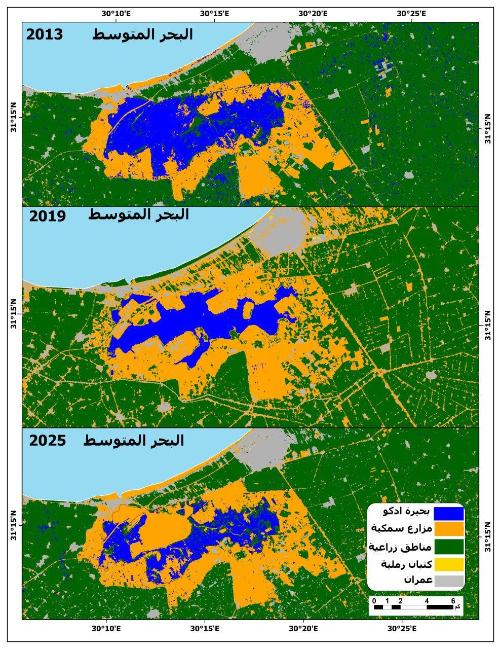 30°10'E 30°15'E 30°20'E 30°25'E
2013 البحر المتوسط
31°15'N 31°15'N
2019 البحر المتوسط
31°15'N 31°15'N
2025 البحر المتوسط
31°15'N 31°15'N
بحيرة ادكو
مزارع سمكية
مناطق زراعية
كثبان رملية
عمران
0 1 2 4 6
كم
30°10'E 30°15'E 30°20'E 30°25'E